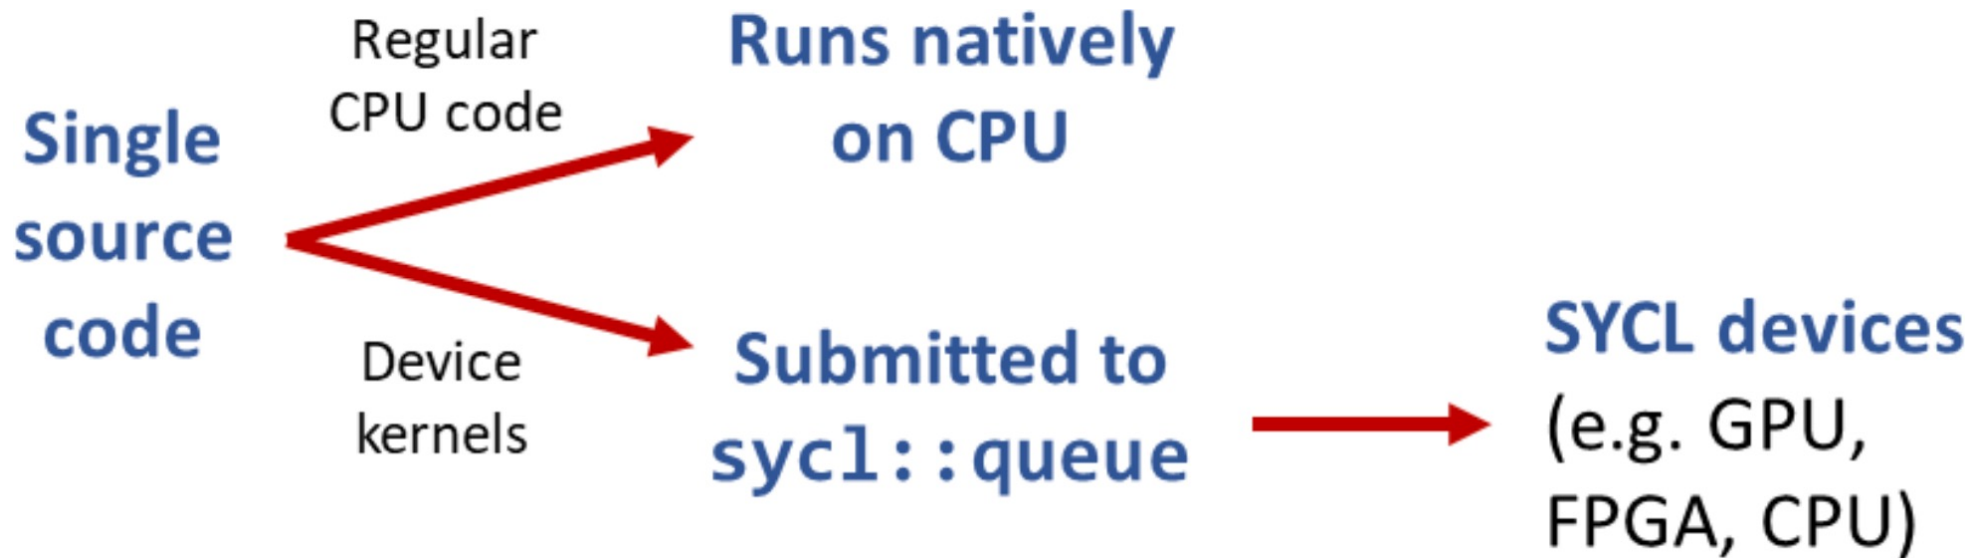 Single
source
code
Regular
CPU code
Runs natively
on CPU
Device
kernels
Submitted to
sycl::queue
SYCL devices
(e.g. GPU,
FPGA, CPU)